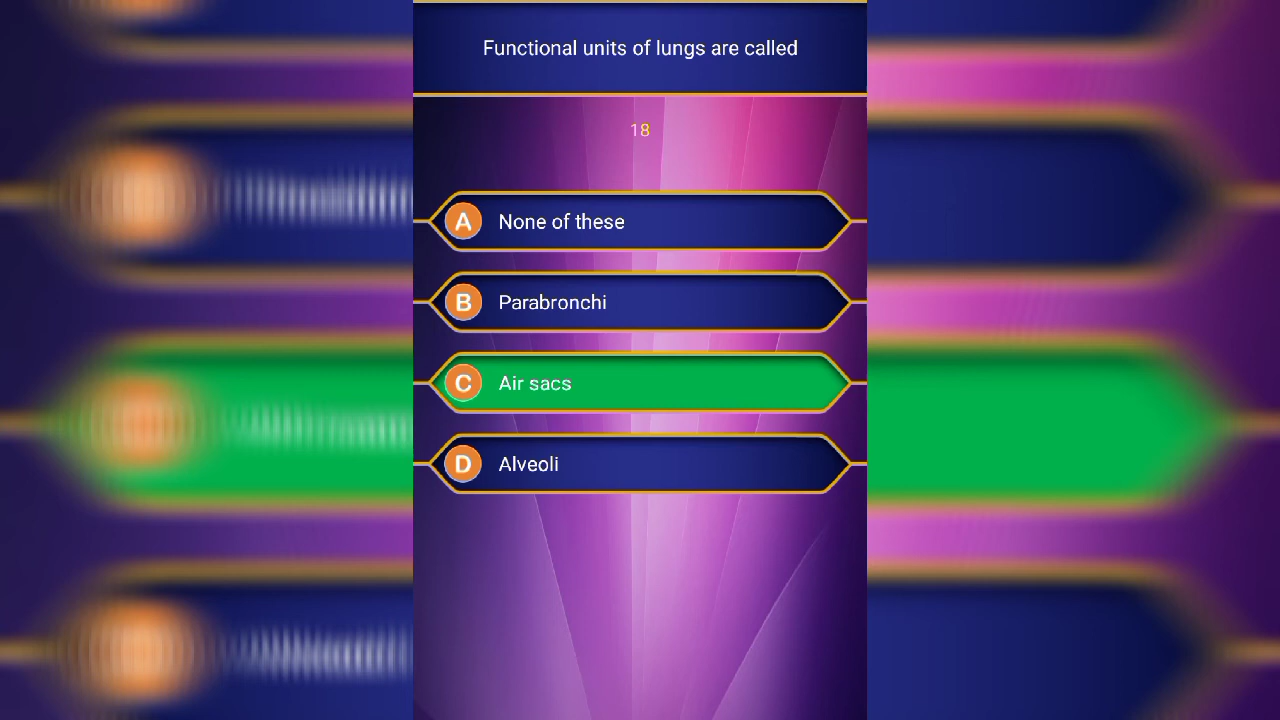 Functional units of lungs are called
18
A None of these
B Parabronchi
C Air sacs
D Alveoli